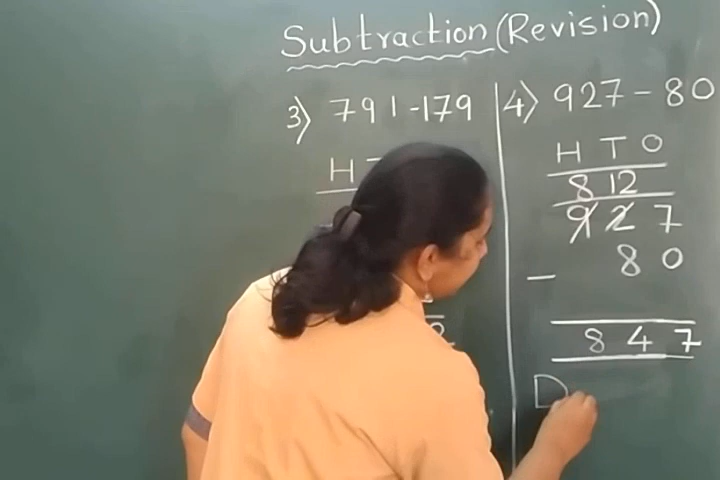 Subtraction (Revision)
3) 791-179
H T
4) 927-80
H T O
8 12
9 2 7
- 8 0
8 4 7
D